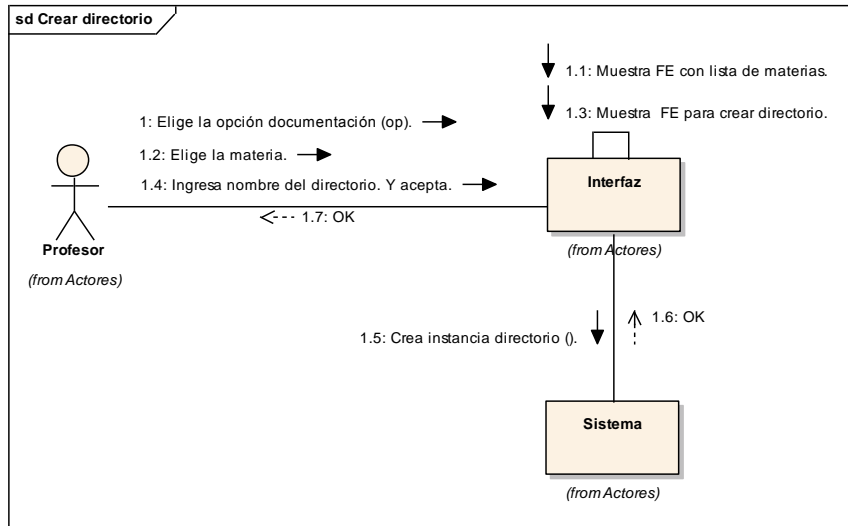 sd Crear directorio
1.1: Muestra FE con lista de materias.
1.3: Muestra FE para crear directorio.
1: Elige la opción documentación (op).
1.2: Elige la materia.
1.4: Ingresa nombre del directorio. Y acepta.
1.7: OK
Profesor
(from Actores)
Interfaz
(from Actores)
1.5: Crea instancia directorio ().
1.6: OK
Sistema
(from Actores)